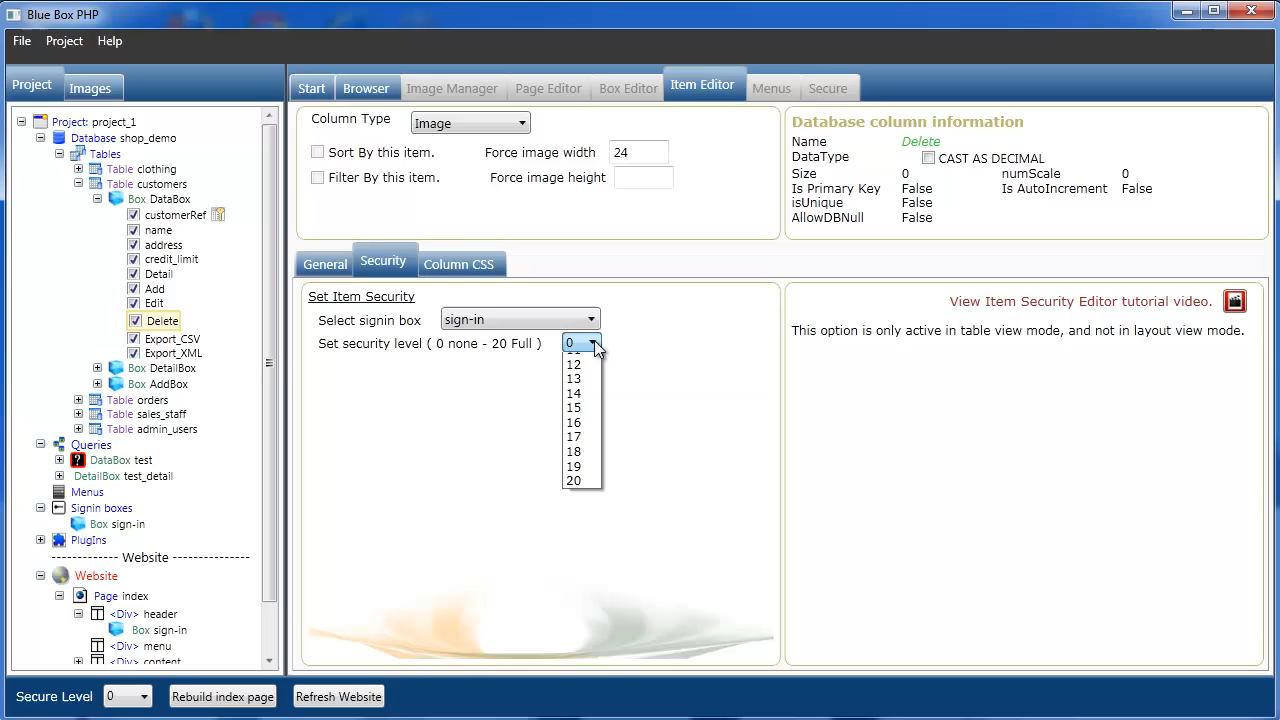 Blue Box PHP
File Project Help
Project Images
Start Browser Image Manager Page Editor Box Editor Item Editor Menus Secure
Project: project_1
Database shop_demo
Tables
Table clothing
Table customers
Box DataBox
customerRef
name
address
credit_limit
Detail
Add
Edit
Delete
Export_CSV
Export_XML
Box DetailBox
Box AddBox
Table orders
Table sales_staff
Table admin_users
Queries
DataBox test
DetailBox test_detail
Menus
Signin boxes
Box sign-in
PlugIns
------------ Website ---------------
Website
Page index
<Div> header
Box sign-in
<Div> menu
<Div> content
Column Type Image
Sort By this item. Force image width 24
Filter By this item. Force image height
Database column information
Name Delete
DataType CAST AS DECIMAL
Size 0 numScale 0
Is Primary Key False Is AutoIncrement False
isUnique False
AllowDBNull False
General Security Column CSS
Set Item Security
Select signin box sign-in
Set security level ( 0 none - 20 Full ) 0
11
12
13
14
15
16
17
18
19
20
View Item Security Editor tutorial video.
This option is only active in table view mode, and not in layout view mode.
Secure Level 0 Rebuild index page Refresh Website